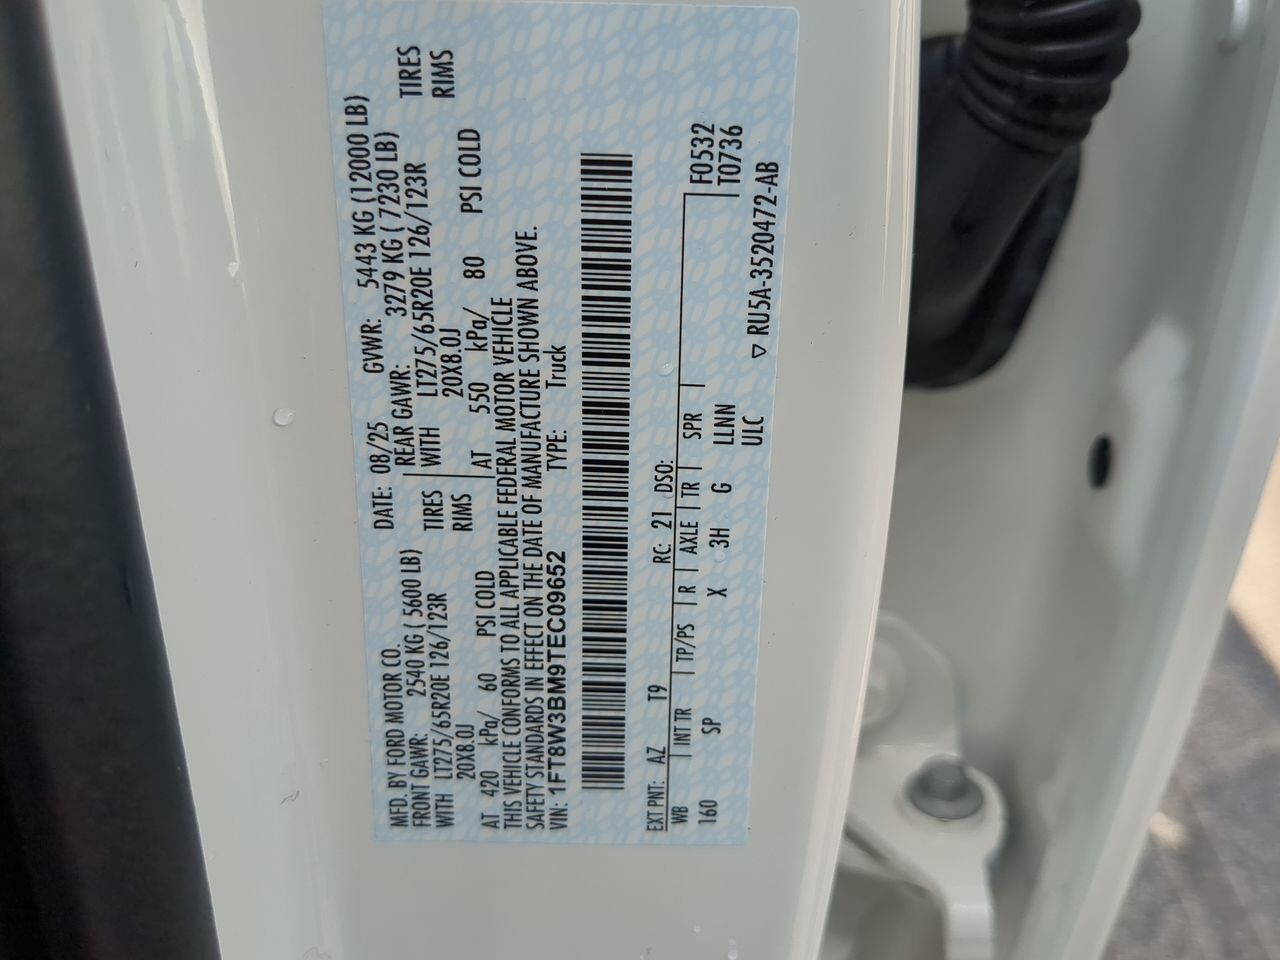 MFD. BY FORD MOTOR CO.
DATE: 08/25 GVWR: 5443 KG (12000 LB)
FRONT GAWR: 2540 KG ( 5600 LB)
REAR GAWR: 3279 KG ( 7230 LB)
WITH LT275/65R20E 126/123R TIRES
WITH LT275/65R20E 126/123R TIRES
20X8.0J RIMS
20X8.0J RIMS
AT 420 kPa/ 60 PSI COLD
AT 550 kPa/ 80 PSI COLD
THIS VEHICLE CONFORMS TO ALL APPLICABLE FEDERAL MOTOR VEHICLE
SAFETY STANDARDS IN EFFECT ON THE DATE OF MANUFACTURE SHOWN ABOVE.
VIN: 1FT8W3BM9TEC09652 TYPE: Truck
EXT PNT: AZ T9 RC: 21 DSO:
WB INT TR TP/PS R AXLE TR SPR F0532
160 SP X 3H G LLNN T0736
ULC
▽ RU5A-3520472-AB